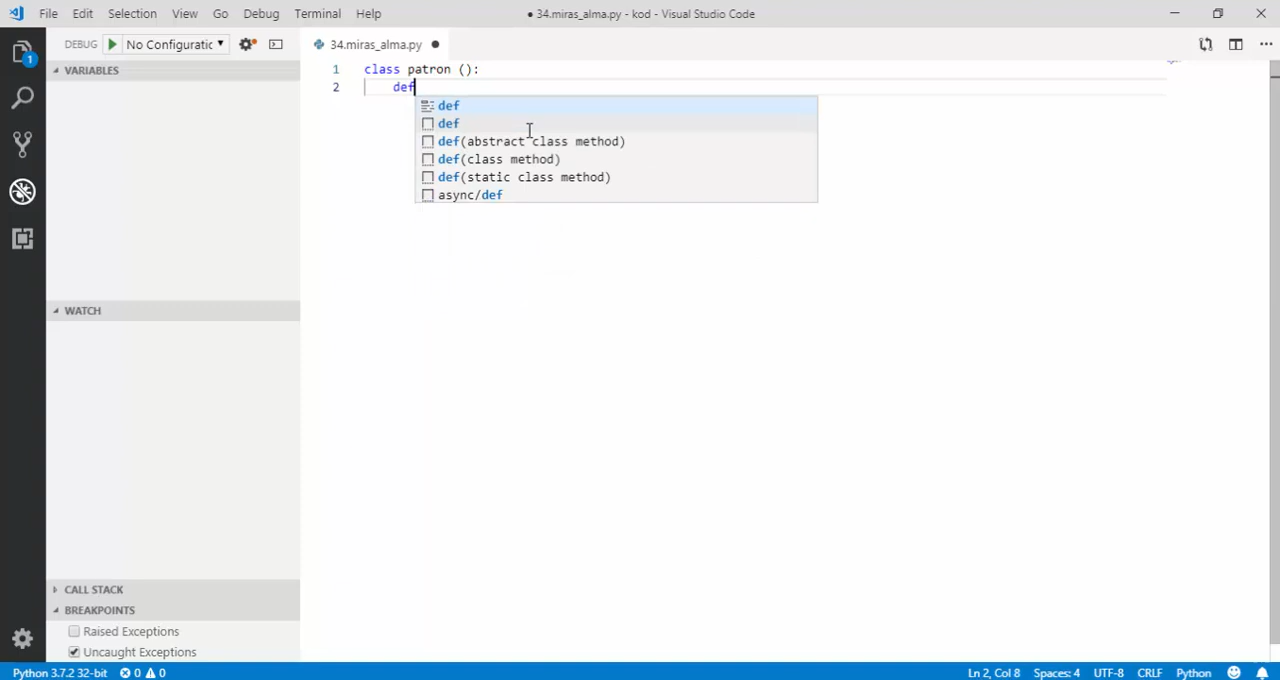 File Edit Selection View Go Debug Terminal Help ● 34.miras_alma.py - kod - Visual Studio Code
1 DEBUG No Configuratic 34.miras_alma.py
VARIABLES
1 class patron ():
2 def
def
def
def(abstract class method)
def(class method)
def(static class method)
async/def
WATCH
CALL STACK
BREAKPOINTS
Raised Exceptions
Uncaught Exceptions
Python 3.7.2 32-bit 0 0 Ln 2, Col 8 Spaces: 4 UTF-8 CRLF Python